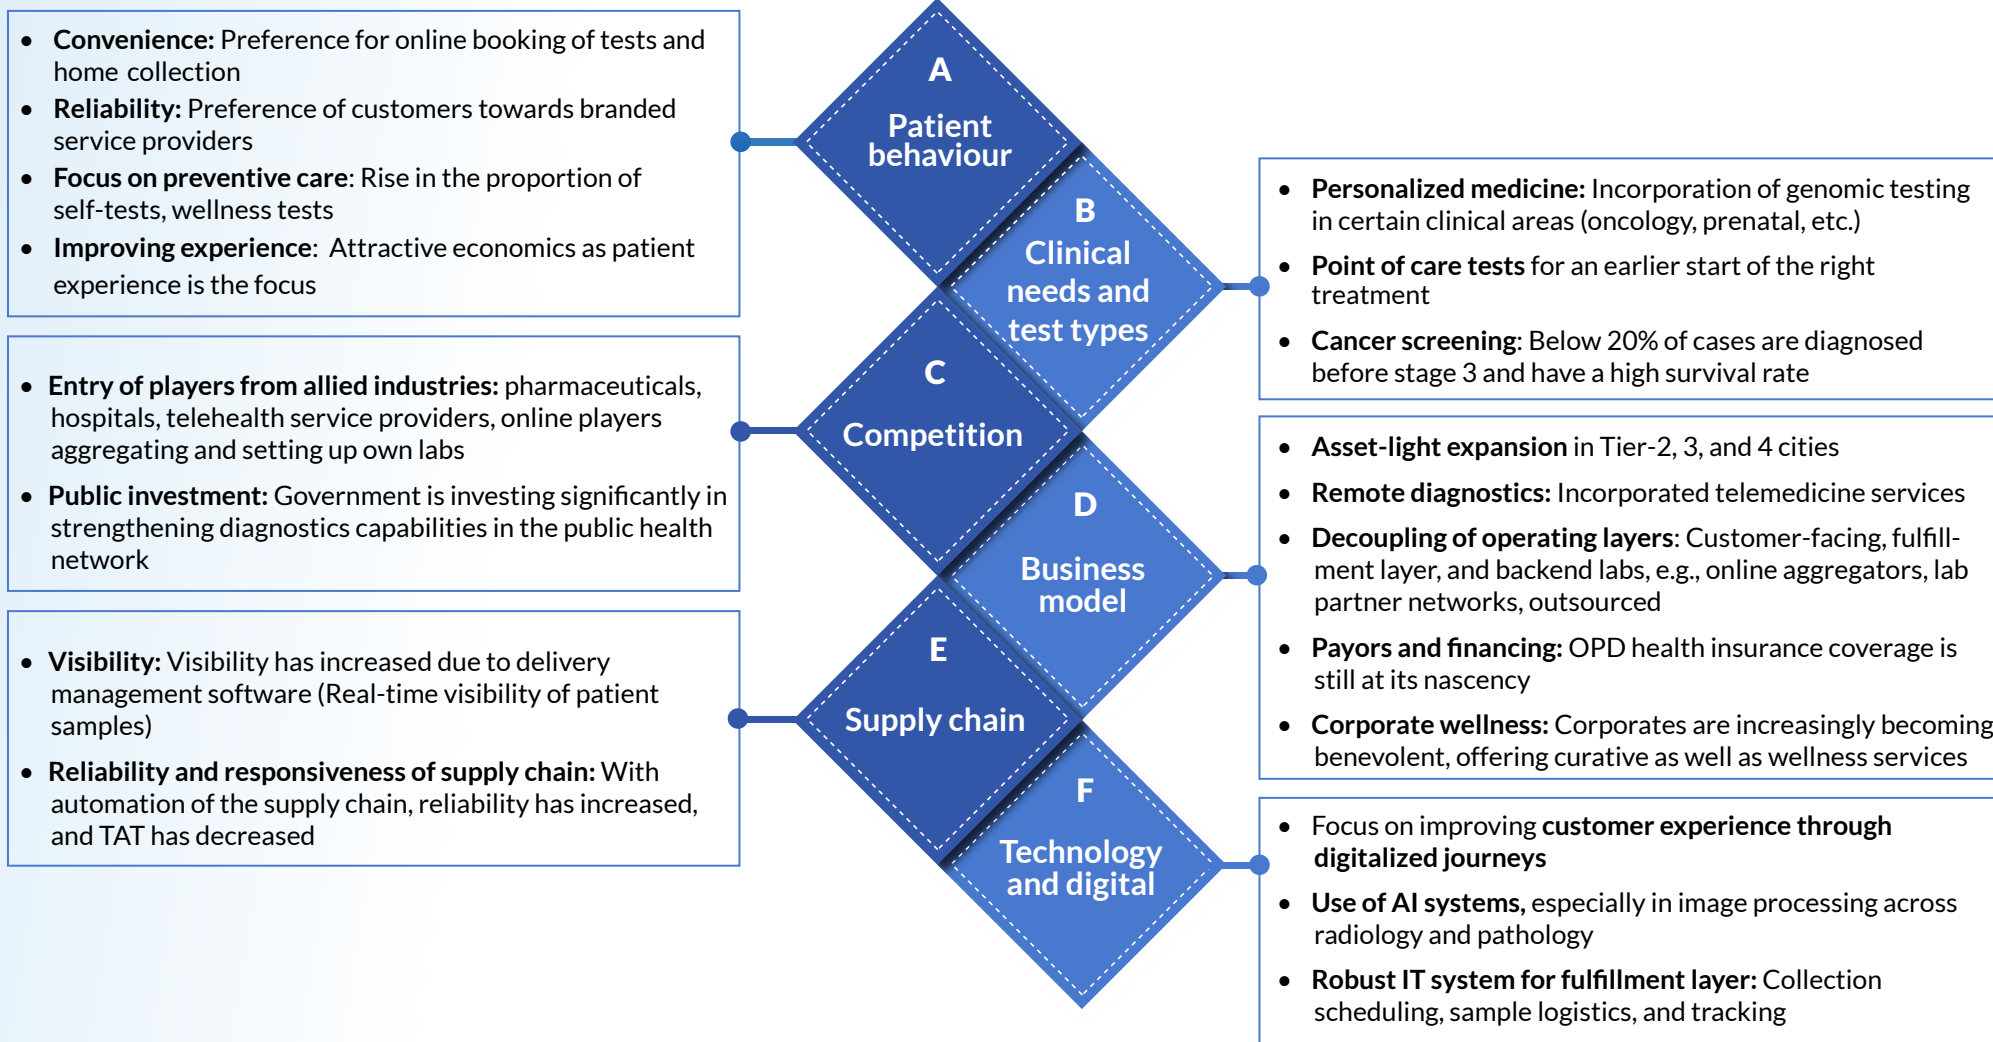 • Convenience: Preference for online booking of tests and
home collection
• Reliability: Preference of customers towards branded
service providers
• Focus on preventive care: Rise in the proportion of
self-tests, wellness tests
• Improving experience: Attractive economics as patient
experience is the focus
A
Patient
behaviour
B
Clinical
needs and
test types
• Personalized medicine: Incorporation of genomic testing
in certain clinical areas (oncology, prenatal, etc.)
• Point of care tests for an earlier start of the right
treatment
• Cancer screening: Below 20% of cases are diagnosed
before stage 3 and have a high survival rate
• Entry of players from allied industries: pharmaceuticals,
hospitals, telehealth service providers, online players
aggregating and setting up own labs
• Public investment: Government is investing significantly in
strengthening diagnostics capabilities in the public health
network
C
Competition
D
Business
model
• Asset-light expansion in Tier-2, 3, and 4 cities
• Remote diagnostics: Incorporated telemedicine services
• Decoupling of operating layers: Customer-facing, fulfill-
ment layer, and backend labs, e.g., online aggregators, lab
partner networks, outsourced
• Payors and financing: OPD health insurance coverage is
still at its nascency
• Corporate wellness: Corporates are increasingly becoming
benevolent, offering curative as well as wellness services
• Visibility: Visibility has increased due to delivery
management software (Real-time visibility of patient
samples)
• Reliability and responsiveness of supply chain: With
automation of the supply chain, reliability has increased,
and TAT has decreased
E
Supply chain
F
Technology
and digital
• Focus on improving customer experience through
digitalized journeys
• Use of AI systems, especially in image processing across
radiology and pathology
• Robust IT system for fulfillment layer: Collection
scheduling, sample logistics, and tracking